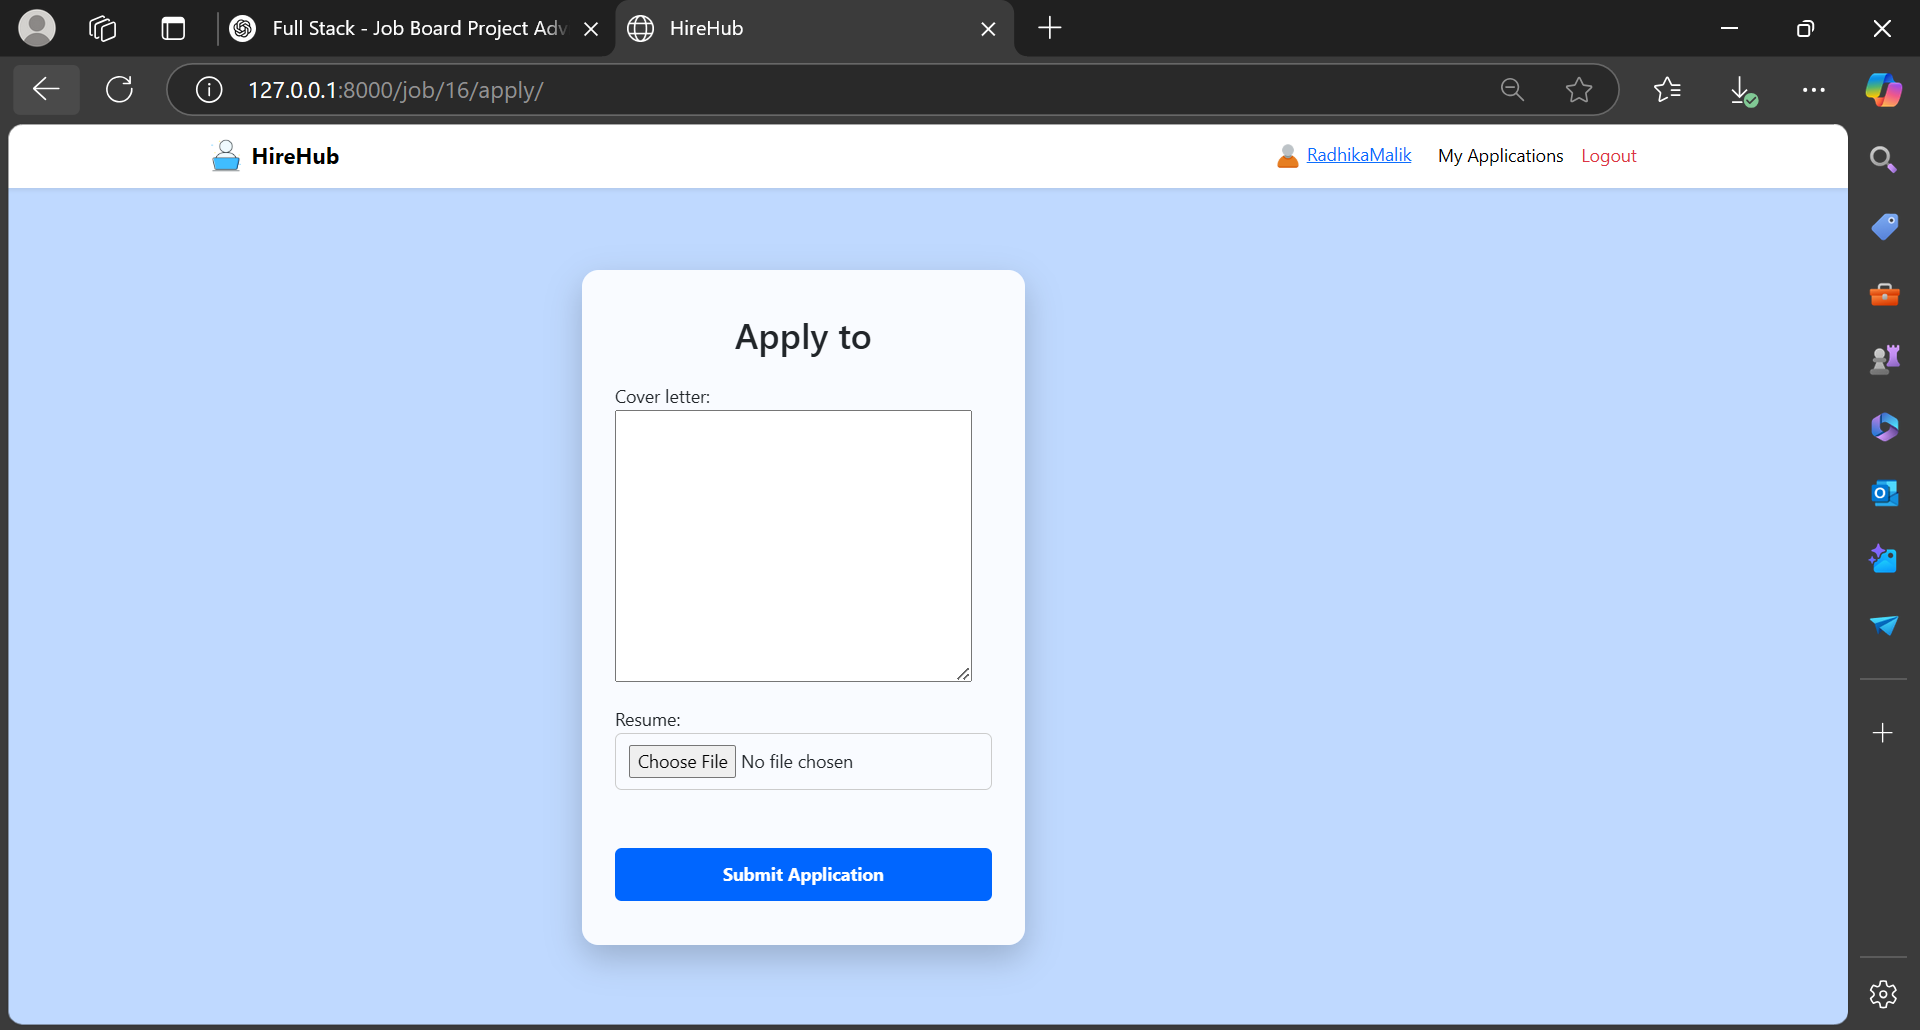 Full Stack - Job Board Project Adv
HireHub
127.0.0.1:8000/job/16/apply/
HireHub
RadhikaMalik
My Applications
Logout
Apply to
Cover letter:
Resume:
Choose File No file chosen
Submit Application